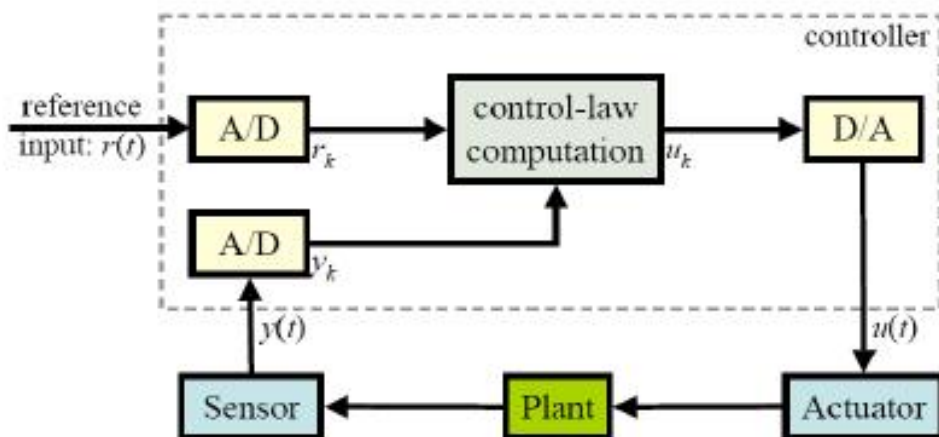 controller
reference
input: r(t)
A/D
r_k
control-law
computation
u_k
D/A
A/D
y_k
y(t)
u(t)
Sensor
Plant
Actuator